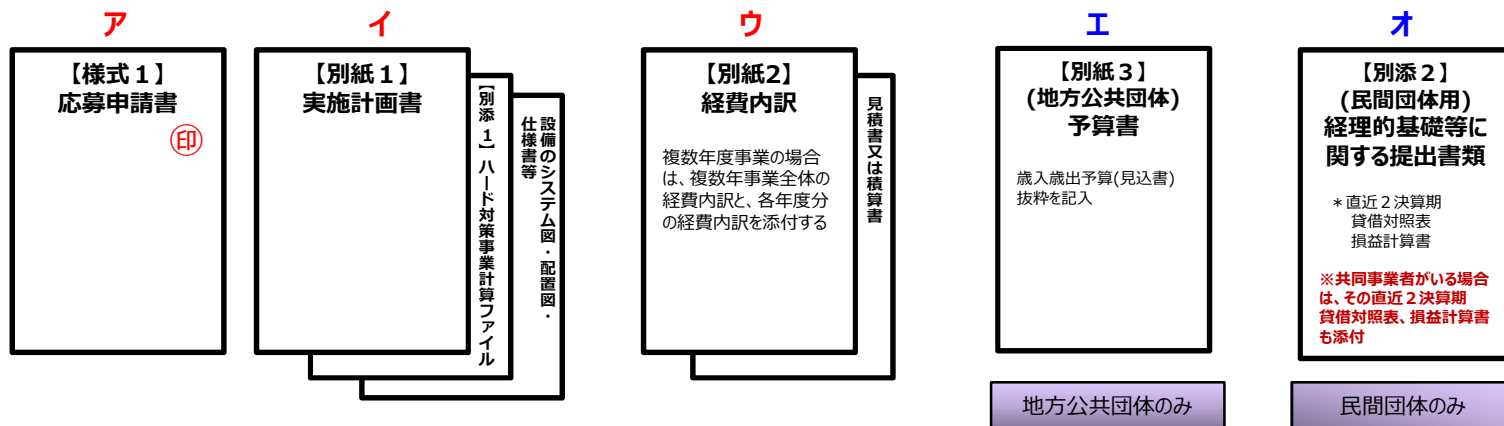 ア
【様式１】
応募申請書
印
イ
【別紙１】
実施計画書
【別添１】ハード対策事業計算ファイル
設備のシステム図・配置図・
仕様書等
ウ
【別紙2】
経費内訳
複数年度事業の場合
は、複数年事業全体の
経費内訳と、各年度分
の経費内訳を添付する
見積書又は積算書
エ
【別紙３】
(地方公共団体)
予算書
歳入歳出予算(見込書)
抜粋を記入
地方公共団体のみ
オ
【別添２】
(民間団体用)
経理的基礎等に
関する提出書類
＊直近２決算期
貸借対照表
損益計算書
※共同事業者がいる場合
は、その直近２決算期
貸借対照表、損益計算書
も添付
民間団体のみ